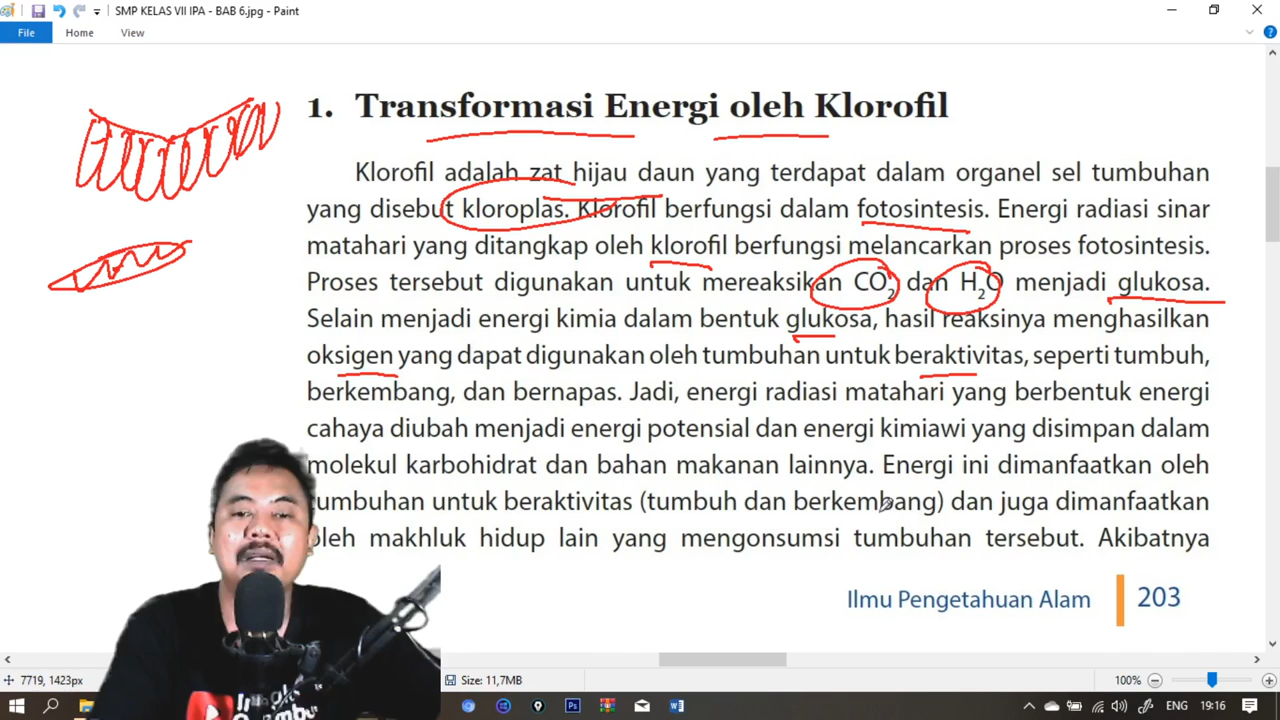 SMP KELAS VII IPA - BAB 6.jpg - Paint
File Home View
1. Transformasi Energi oleh Klorofil
Klorofil adalah zat hijau daun yang terdapat dalam organel sel tumbuhan
yang disebut kloroplas. Klorofil berfungsi dalam fotosintesis. Energi radiasi sinar
matahari yang ditangkap oleh klorofil berfungsi melancarkan proses fotosintesis.
Proses tersebut digunakan untuk mereaksikan CO₂ dan H₂O menjadi glukosa.
Selain menjadi energi kimia dalam bentuk glukosa, hasil reaksinya menghasilkan
oksigen yang dapat digunakan oleh tumbuhan untuk beraktivitas, seperti tumbuh,
berkembang, dan bernapas. Jadi, energi radiasi matahari yang berbentuk energi
cahaya diubah menjadi energi potensial dan energi kimiawi yang disimpan dalam
molekul karbohidrat dan bahan makanan lainnya. Energi ini dimanfaatkan oleh
tumbuhan untuk beraktivitas (tumbuh dan berkembang) dan juga dimanfaatkan
oleh makhluk hidup lain yang mengonsumsi tumbuhan tersebut. Akibatnya
Ilmu Pengetahuan Alam 203
7719, 1423px Size: 11,7MB 100%
ENG 19:16